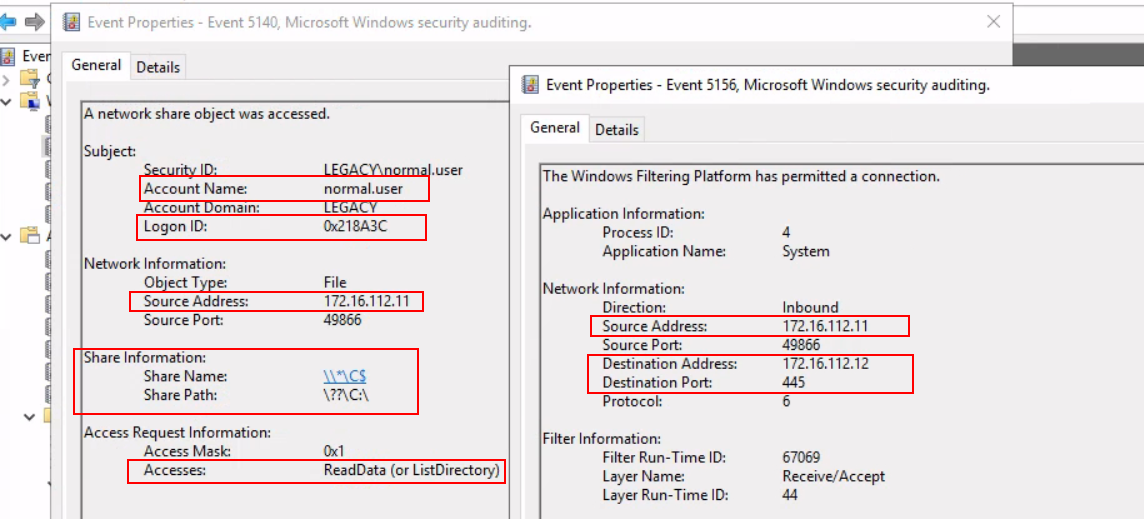 Event Properties - Event 5140, Microsoft Windows security auditing.
Even
General Details
A network share object was accessed.
Subject:
Security ID: LEGACY\normal.user
Account Name: normal.user
Account Domain: LEGACY
Logon ID: 0x218A3C
Network Information:
Object Type: File
Source Address: 172.16.112.11
Source Port: 49866
Share Information:
Share Name: \\*\C$
Share Path: \??\C:\
Access Request Information:
Access Mask: 0x1
Accesses: ReadData (or ListDirectory)
Event Properties - Event 5156, Microsoft Windows security auditing.
General Details
The Windows Filtering Platform has permitted a connection.
Application Information:
Process ID: 4
Application Name: System
Network Information:
Direction: Inbound
Source Address: 172.16.112.11
Source Port: 49866
Destination Address: 172.16.112.12
Destination Port: 445
Protocol: 6
Filter Information:
Filter Run-Time ID: 67069
Layer Name: Receive/Accept
Layer Run-Time ID: 44